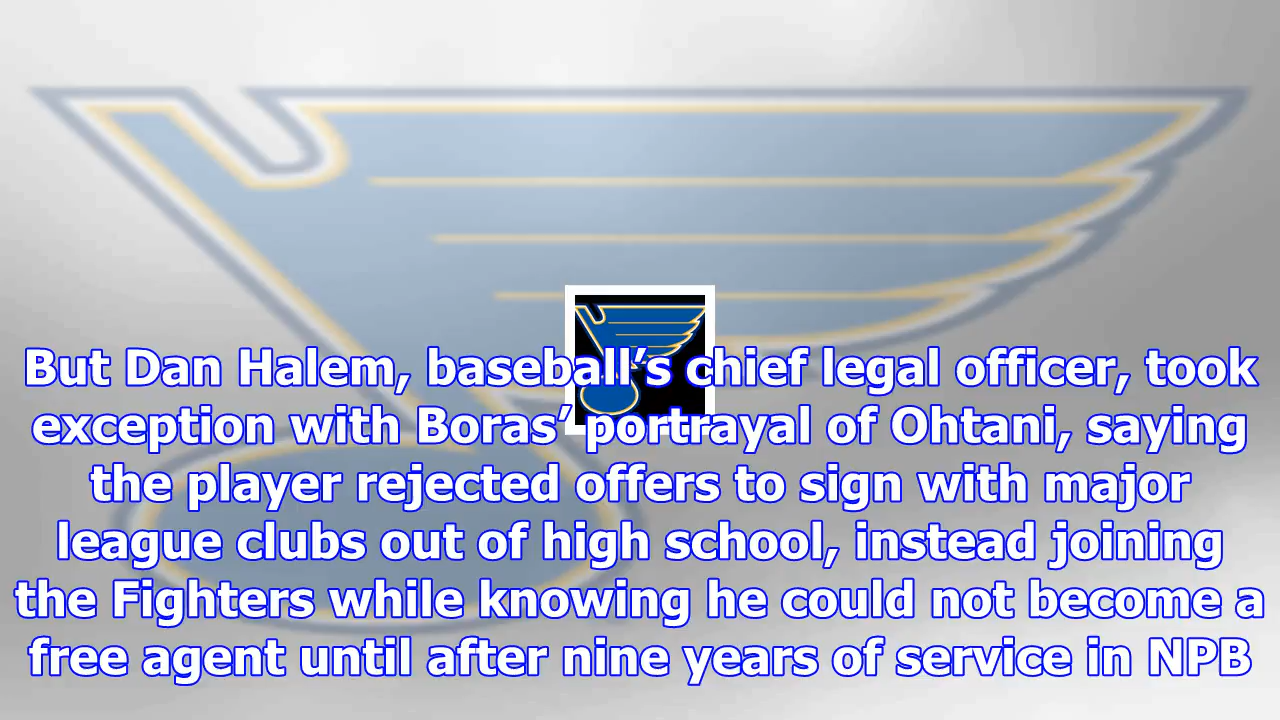 But Dan Halem, baseball’s chief legal officer, took
exception with Boras’ portrayal of Ohtani, saying
the player rejected offers to sign with major
league clubs out of high school, instead joining
the Fighters while knowing he could not become a
free agent until after nine years of service in NPB